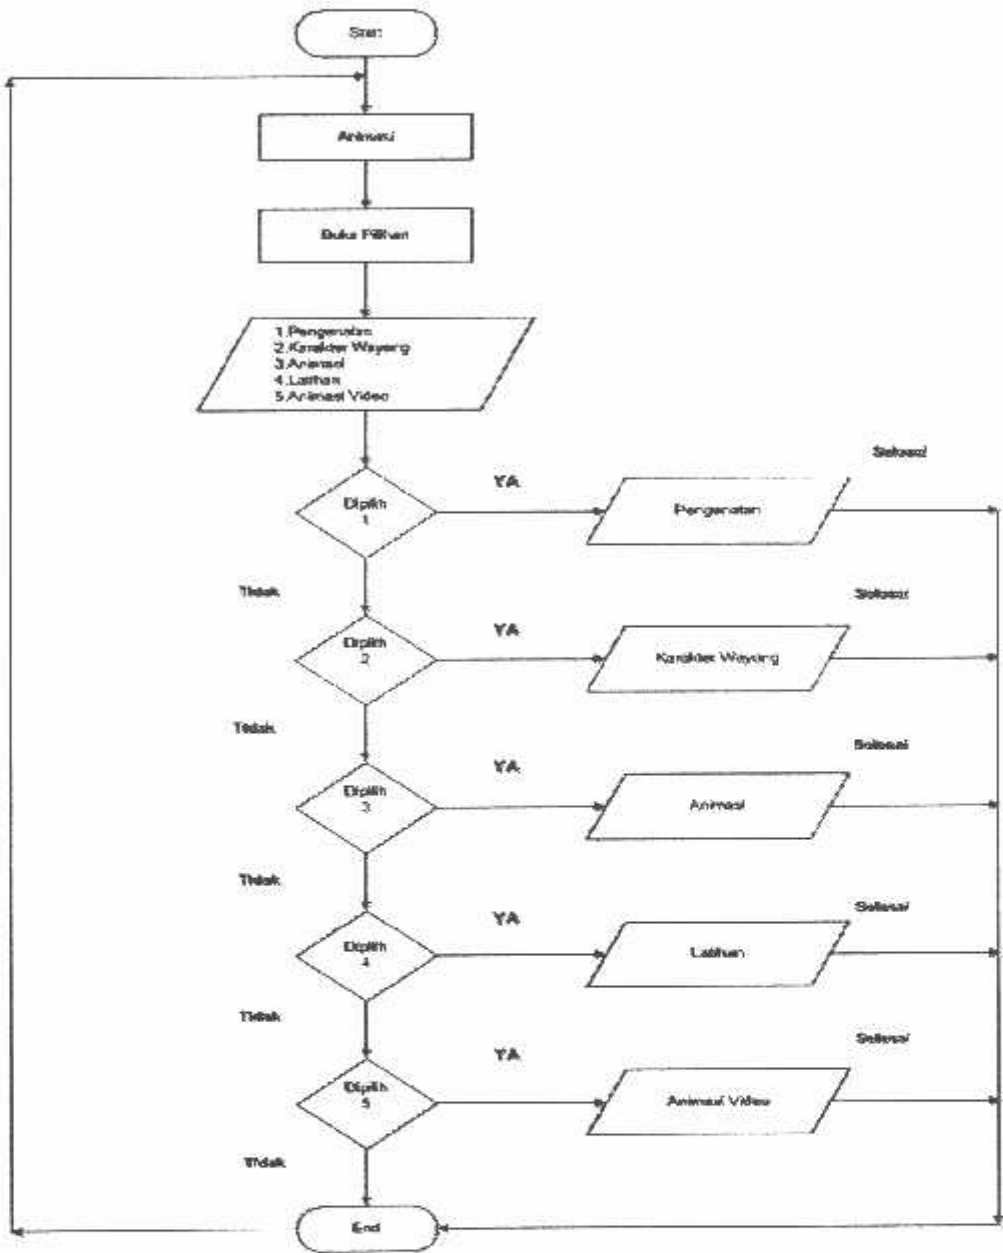 Start
Animasi
Buka Pilihan
1.Pengenalan
2.Karakter Wayang
3.Animasi
4.Latihan
5.Animasi Video
Dipilih
1
YA
Pengenalan
Selesai
Tidak
Dipilih
2
YA
Karakter Wayang
Selesai
Tidak
Dipilih
3
YA
Animasi
Selesai
Tidak
Dipilih
4
YA
Latihan
Selesai
Tidak
Dipilih
5
YA
Animasi Video
Selesai
Tidak
End